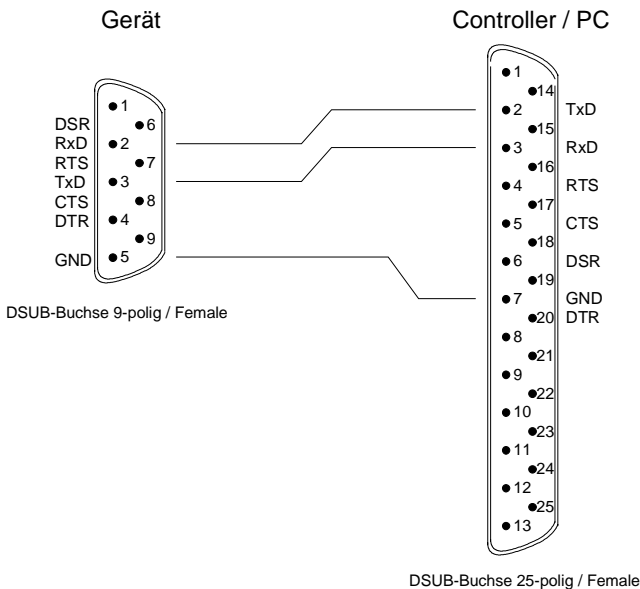 Gerät
Controller / PC
1
6
2
7
3
8
4
9
5
DSR
RxD
RTS
TxD
CTS
DTR
GND
DSUB-Buchse 9-polig / Female
1
14
2
15
3
16
4
17
5
18
6
19
7
20
8
21
9
22
10
23
11
24
12
25
13
TxD
RxD
RTS
CTS
DSR
GND
DTR
DSUB-Buchse 25-polig / Female